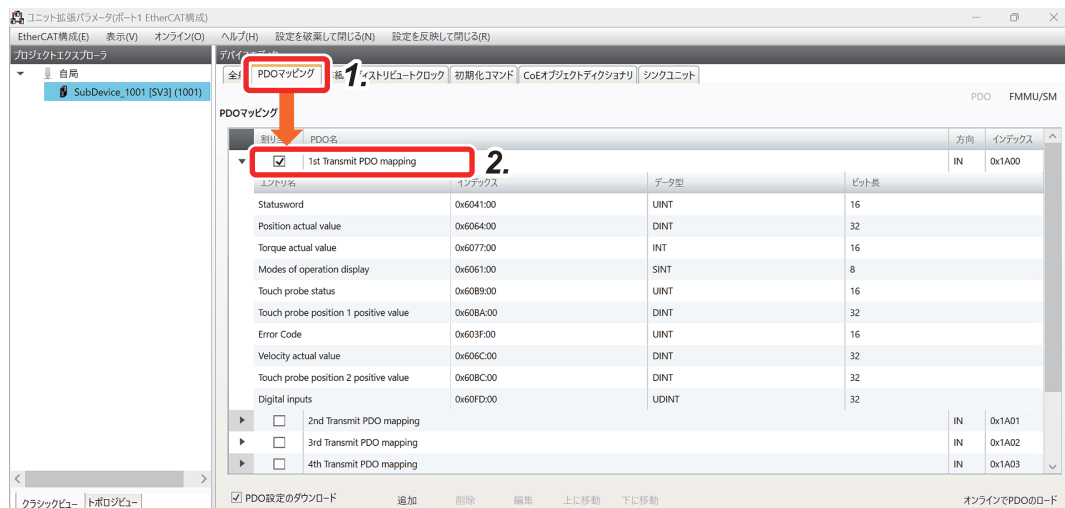 ユニット拡張パラメータ(ポート1 EtherCAT構成)
EtherCAT構成(E) 表示(V) オンライン(O) ヘルプ(H) 設定を破棄して閉じる(N) 設定を反映して閉じる(R)
プロジェクトエクスプローラ
自局
SubDevice_1001 [SV3] (1001)
クラシックビュー トポロジビュー
PDOマッピング 1. ディストリビュートクロック 初期化コマンド CoEオブジェクトディクショナリ シンクユニット
PDO FMMU/SM
PDOマッピング
PDO名 方向 インデックス
1st Transmit PDO mapping 2. IN 0x1A00
エントリ名 インデックス データ型 ビット長
Statusword 0x6041:00 UINT 16
Position actual value 0x6064:00 DINT 32
Torque actual value 0x6077:00 INT 16
Modes of operation display 0x6061:00 SINT 8
Touch probe status 0x60B9:00 UINT 16
Touch probe position 1 positive value 0x60BA:00 DINT 32
Error Code 0x603F:00 UINT 16
Velocity actual value 0x606C:00 DINT 32
Touch probe position 2 positive value 0x60BC:00 DINT 32
Digital inputs 0x60FD:00 UDINT 32
2nd Transmit PDO mapping IN 0x1A01
3rd Transmit PDO mapping IN 0x1A02
4th Transmit PDO mapping IN 0x1A03
PDO設定のダウンロード 追加 削除 編集 上に移動 下に移動 オンラインでPDOのロード